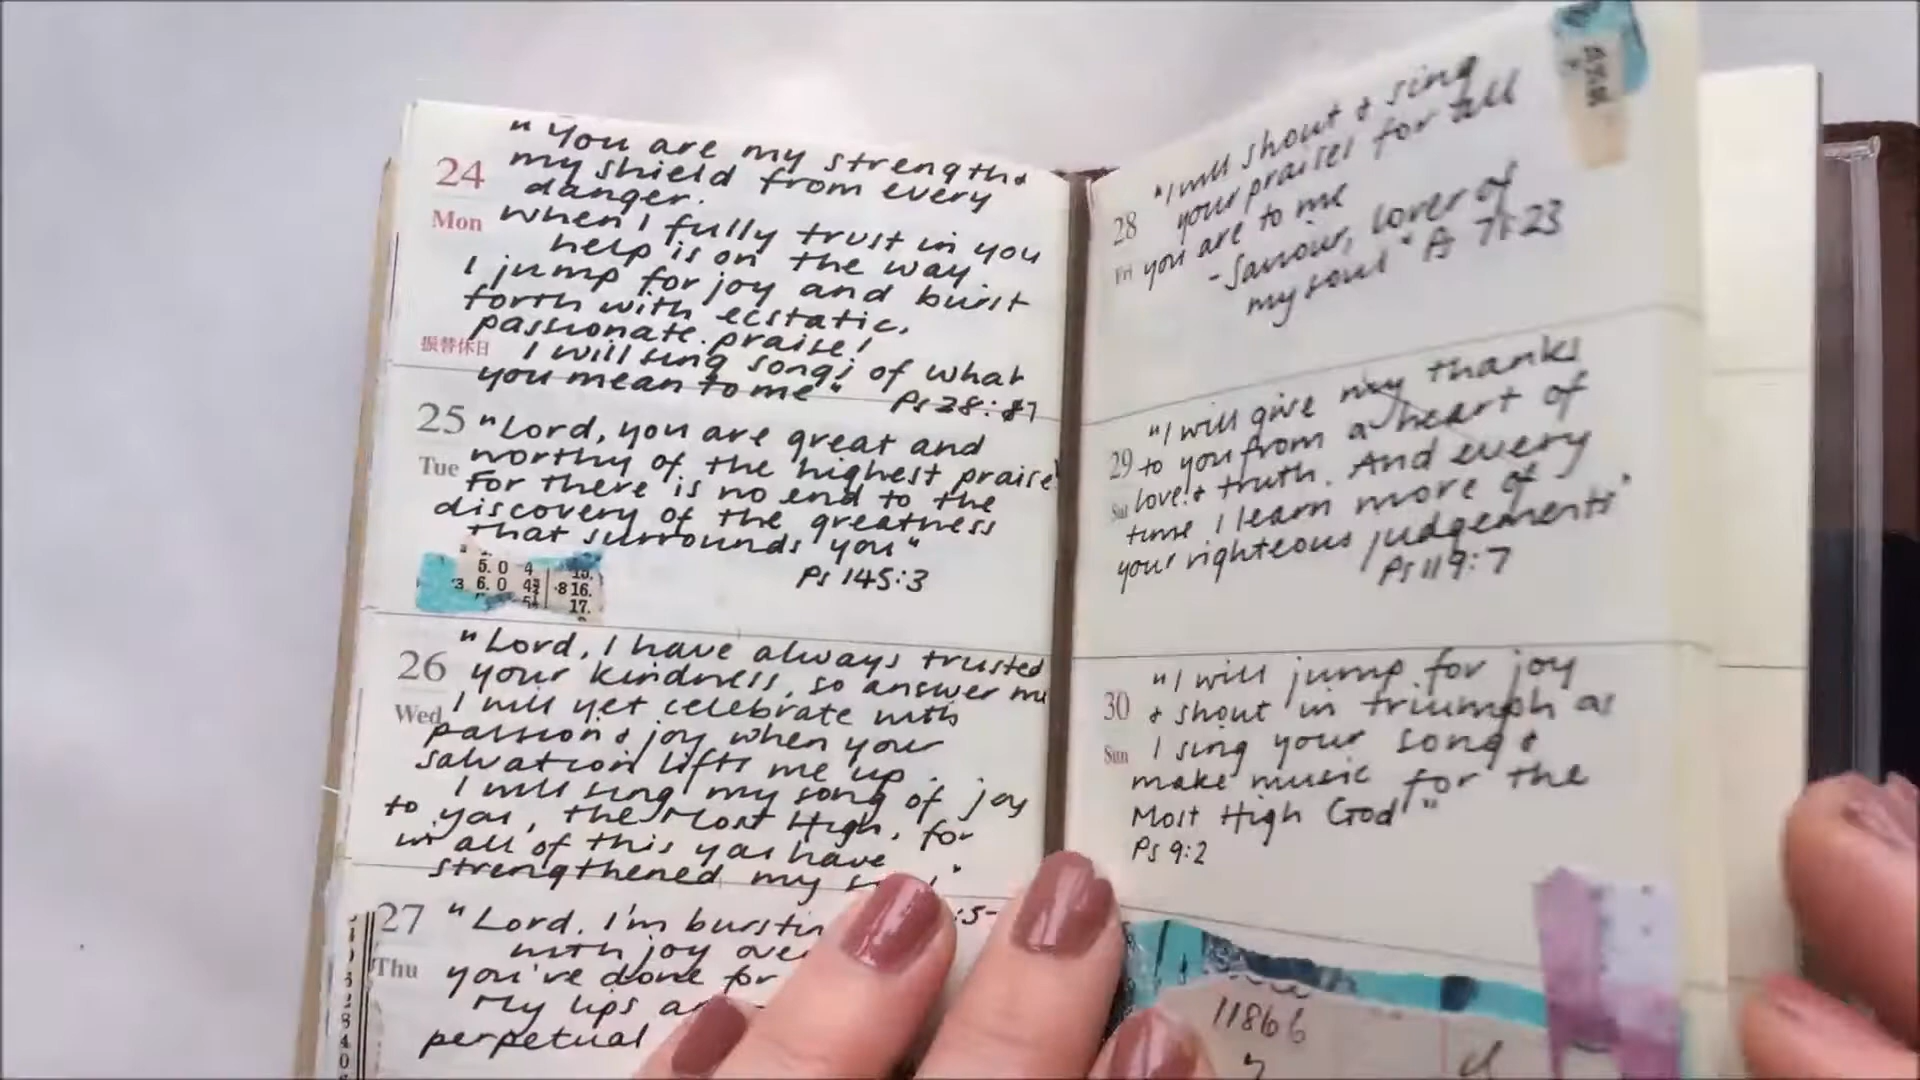 24
Mon
振替休日
"You are my strength &
my shield from every
danger.
When I fully trust in you
help is on the way
I jump for joy and burst
forth with ecstatic,
passionate praise!
I will sing songs of what
you mean to me"
Ps 28:
25
Tue
"Lord, you are great and
worthy of the highest praise!
For there is no end to the
discovery of the greatness
that surrounds you"
Ps 145:3
5.0 4
6.0
16.
17.
26
Wed
"Lord, I have always trusted
your kindness, so answer me
I will yet celebrate with
passion & joy when your
salvation lifts me up.
I will sing my song of joy
to you, the Most High, for
in all of this you have
strengthened my
27
Thu
"Lord, I'm
with joy
you've done for
My lips
perpetual
28
Fri
"I will shout & sing
your praises for all
you are to me
- Saviour, lover of
my soul" Ps 71:23
29
Sat
"I will give my thanks
to you from a heart of
love & truth. And every
time I learn more of
your righteous judgements"
Ps 119:7
30
Sun
"I will jump for joy
& shout in triumph as
I sing your song &
make music for the
Most High God"
Ps 9:2
11866